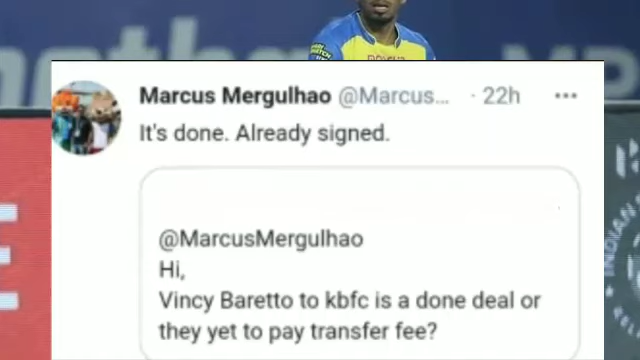 Marcus Mergulhao @Marcus... · 22h ...
It's done. Already signed.
@MarcusMergulhao
Hi,
Vincy Baretto to kbfc is a done deal or
they yet to pay transfer fee?
INDIAN